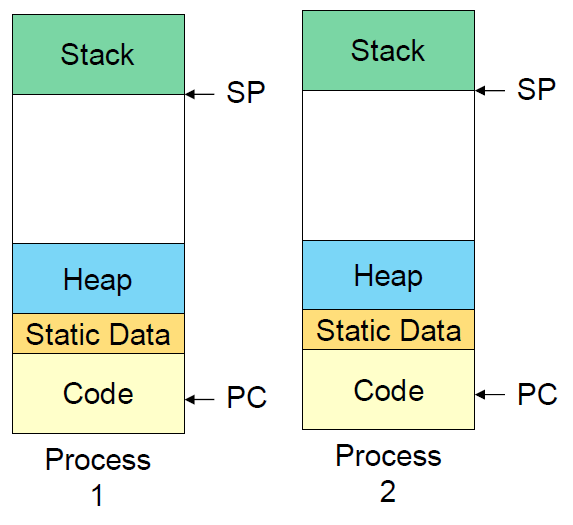 Stack
SP
Heap
Static Data
Code
PC
Process
1
Stack
SP
Heap
Static Data
Code
PC
Process
2